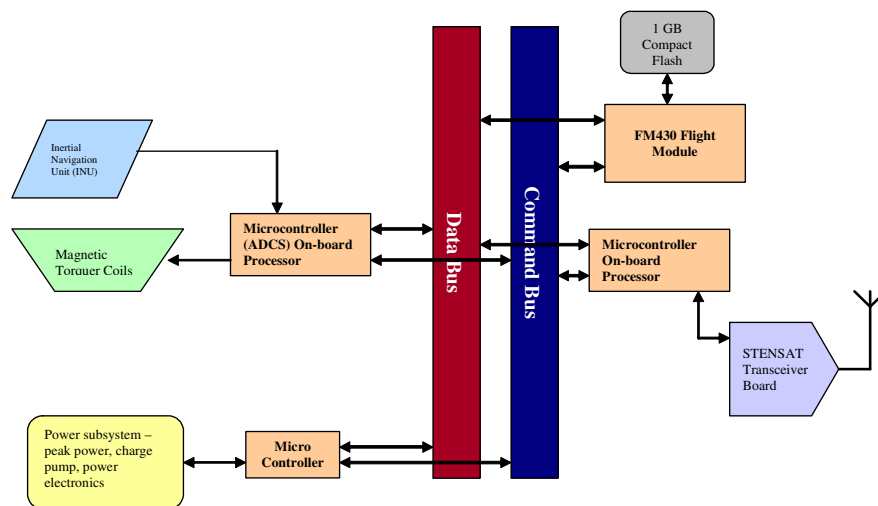 1 GB
Compact
Flash
FM430 Flight
Module
Inertial
Navigation
Unit (INU)
Microcontroller
(ADCS) On-board
Processor
Magnetic
Torquer Coils
Data Bus
Command Bus
Microcontroller
On-board
Processor
STENSAT
Transceiver
Board
Power subsystem –
peak power, charge
pump, power
electronics
Micro
Controller